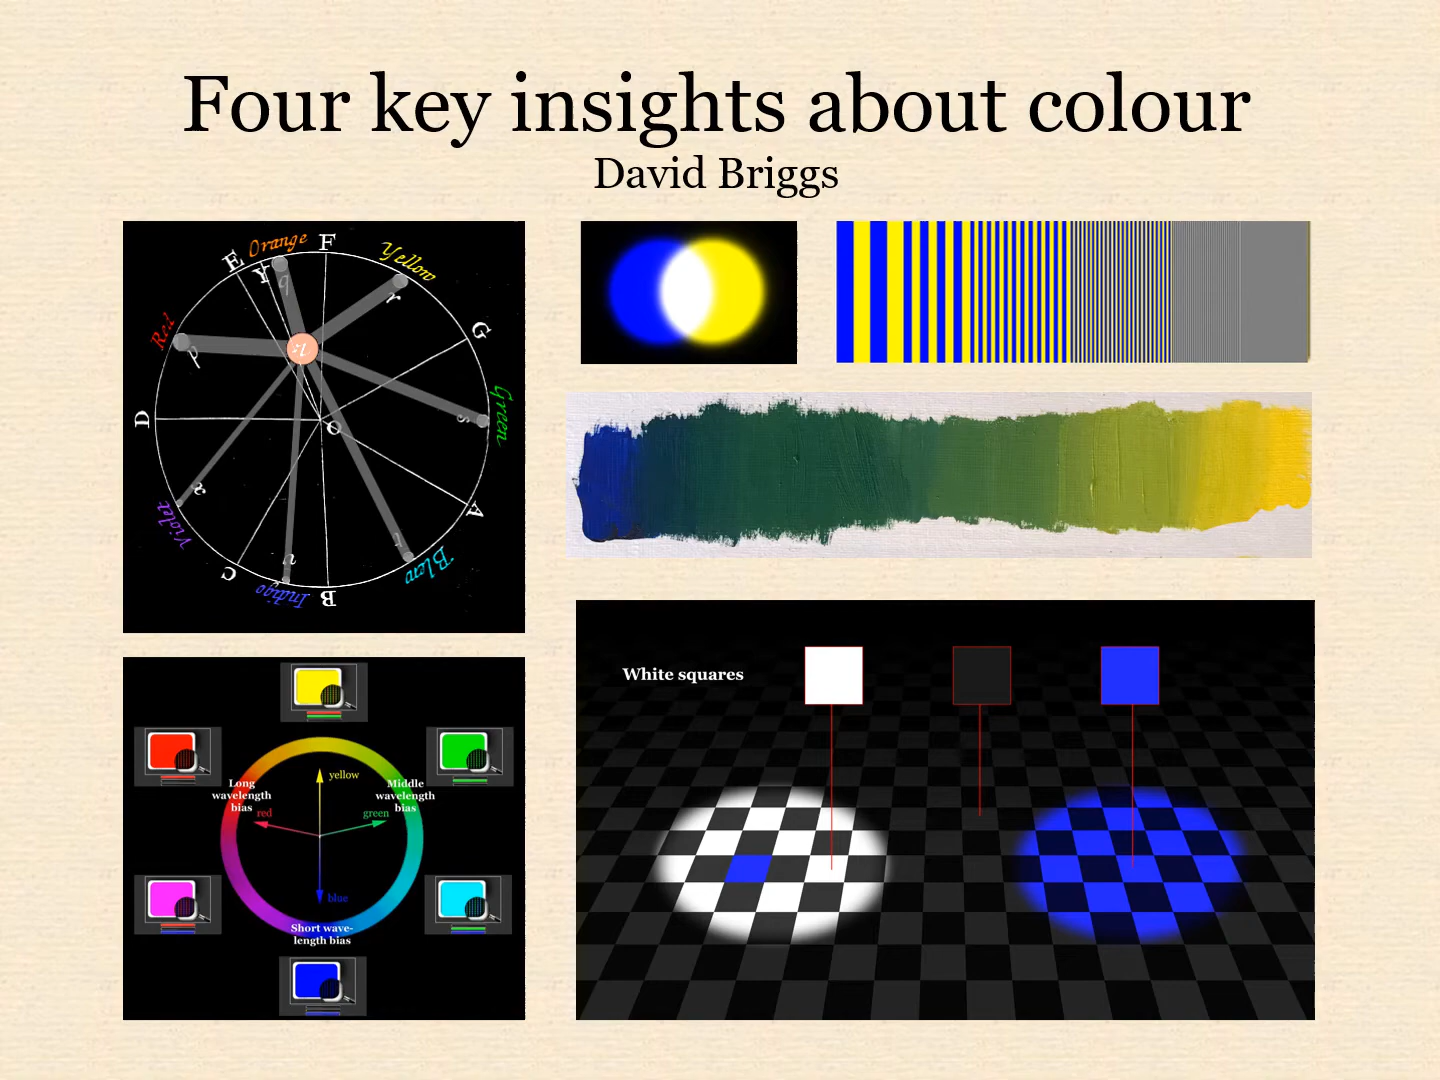 Four key insights about colour
David Briggs
E
Orange
F
Yellow
Y
q
r
Red
p
G
z
D
O
s
Green
x
A
Violet
t
C
v
Indigo
B
Blew
White squares
Long
wavelength
bias
Middle
wavelength
bias
yellow
red
green
blue
Short wave-
length bias